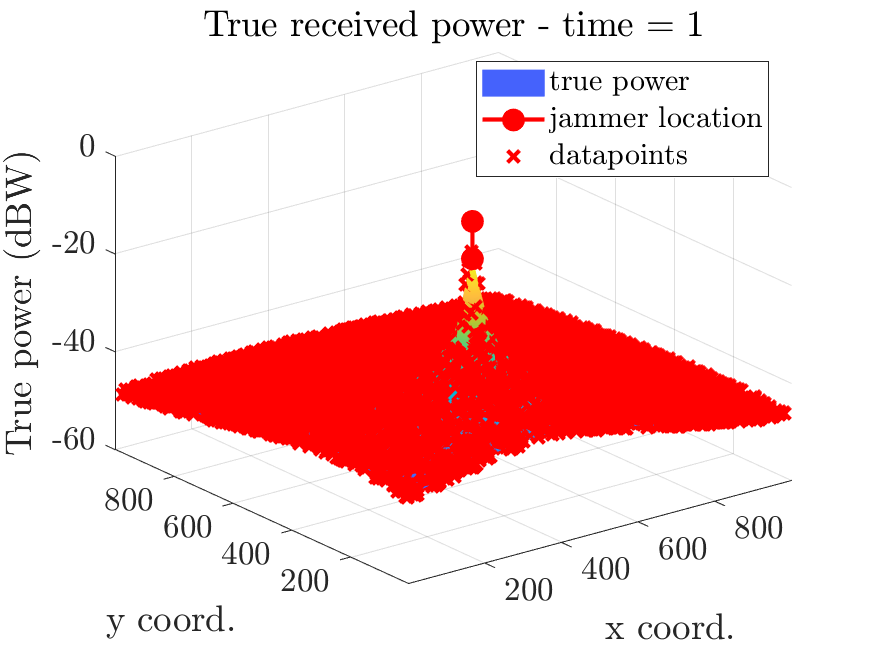 True received power - time = 1
true power
jammer location
datapoints
True power (dBW)
0
-20
-40
-60
800
600
400
200
200
400
600
800
y coord.
x coord.